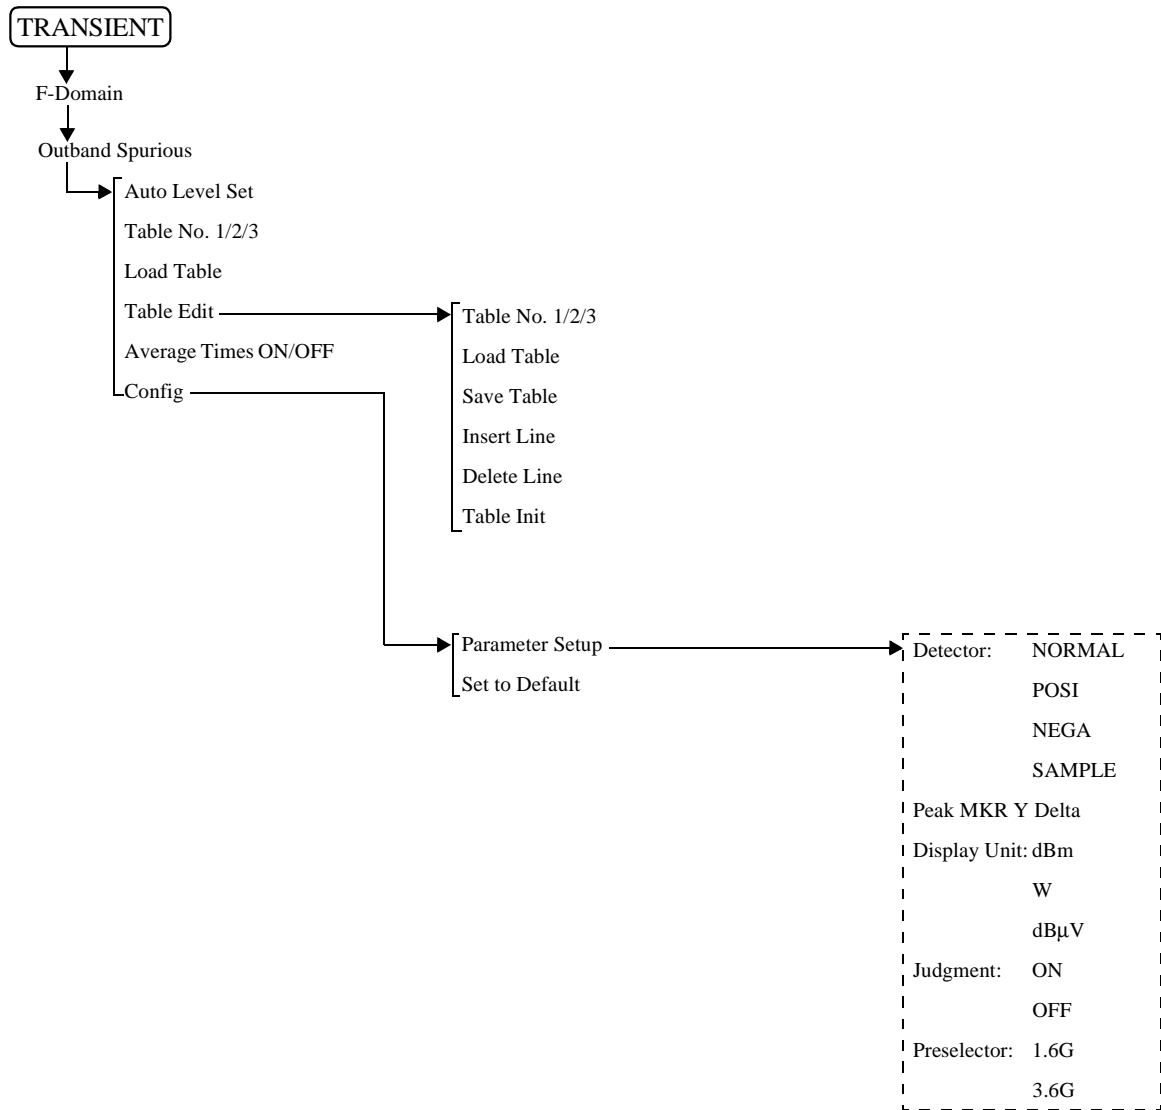 TRANSIENT
F-Domain
Outband Spurious
Auto Level Set
Table No. 1/2/3
Load Table
Table Edit
Average Times ON/OFF
Config
Table No. 1/2/3
Load Table
Save Table
Insert Line
Delete Line
Table Init
Parameter Setup
Set to Default
Detector: NORMAL
POSI
NEGA
SAMPLE
Peak MKR Y Delta
Display Unit: dBm
W
dBμV
Judgment: ON
OFF
Preselector: 1.6G
3.6G